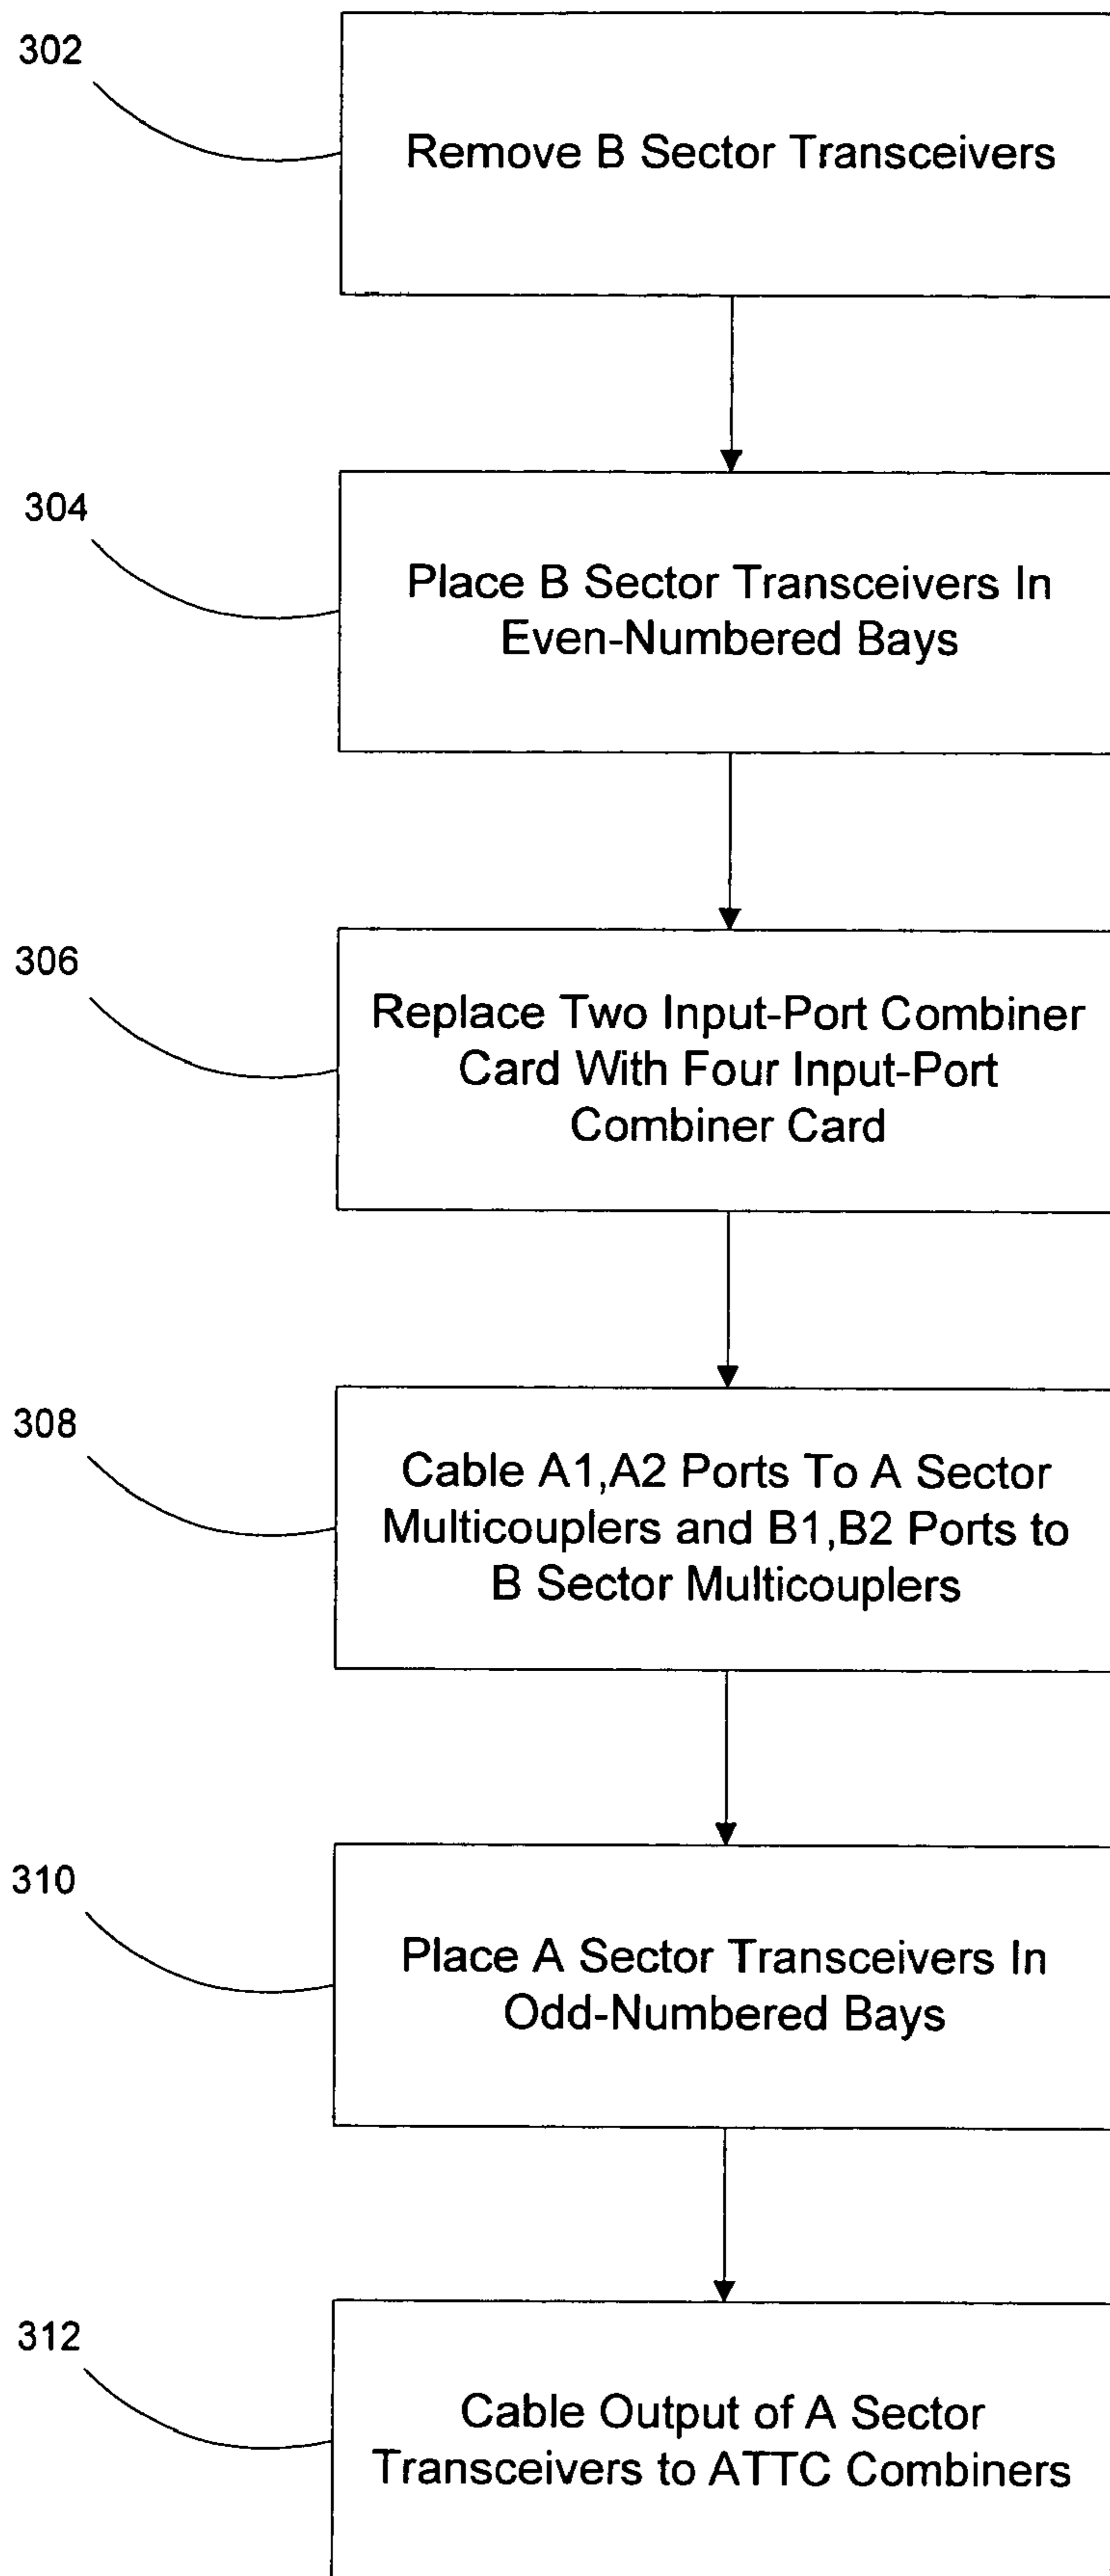 302
Remove B Sector Transceivers
304
Place B Sector Transceivers In
Even-Numbered Bays
306
Replace Two Input-Port Combiner
Card With Four Input-Port
Combiner Card
308
Cable A1,A2 Ports To A Sector
Multicouplers and B1,B2 Ports to
B Sector Multicouplers
310
Place A Sector Transceivers In
Odd-Numbered Bays
312
Cable Output of A Sector
Transceivers to ATTC Combiners